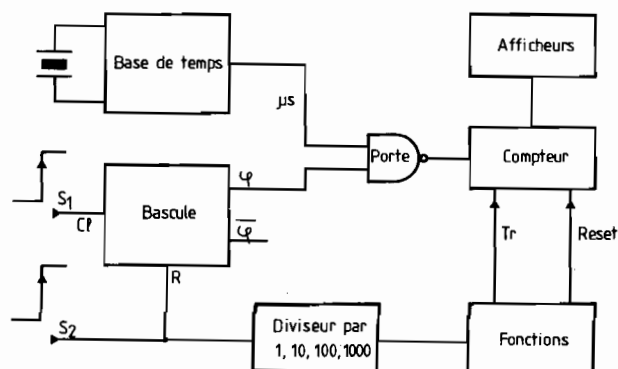 Afficheurs
Base de temps
µs
Porte
Compteur
S1
Cℓ
Bascule
φ
φ̅
R
Tr
Reset
S2
Diviseur par
1, 10, 100, 1000
Fonctions